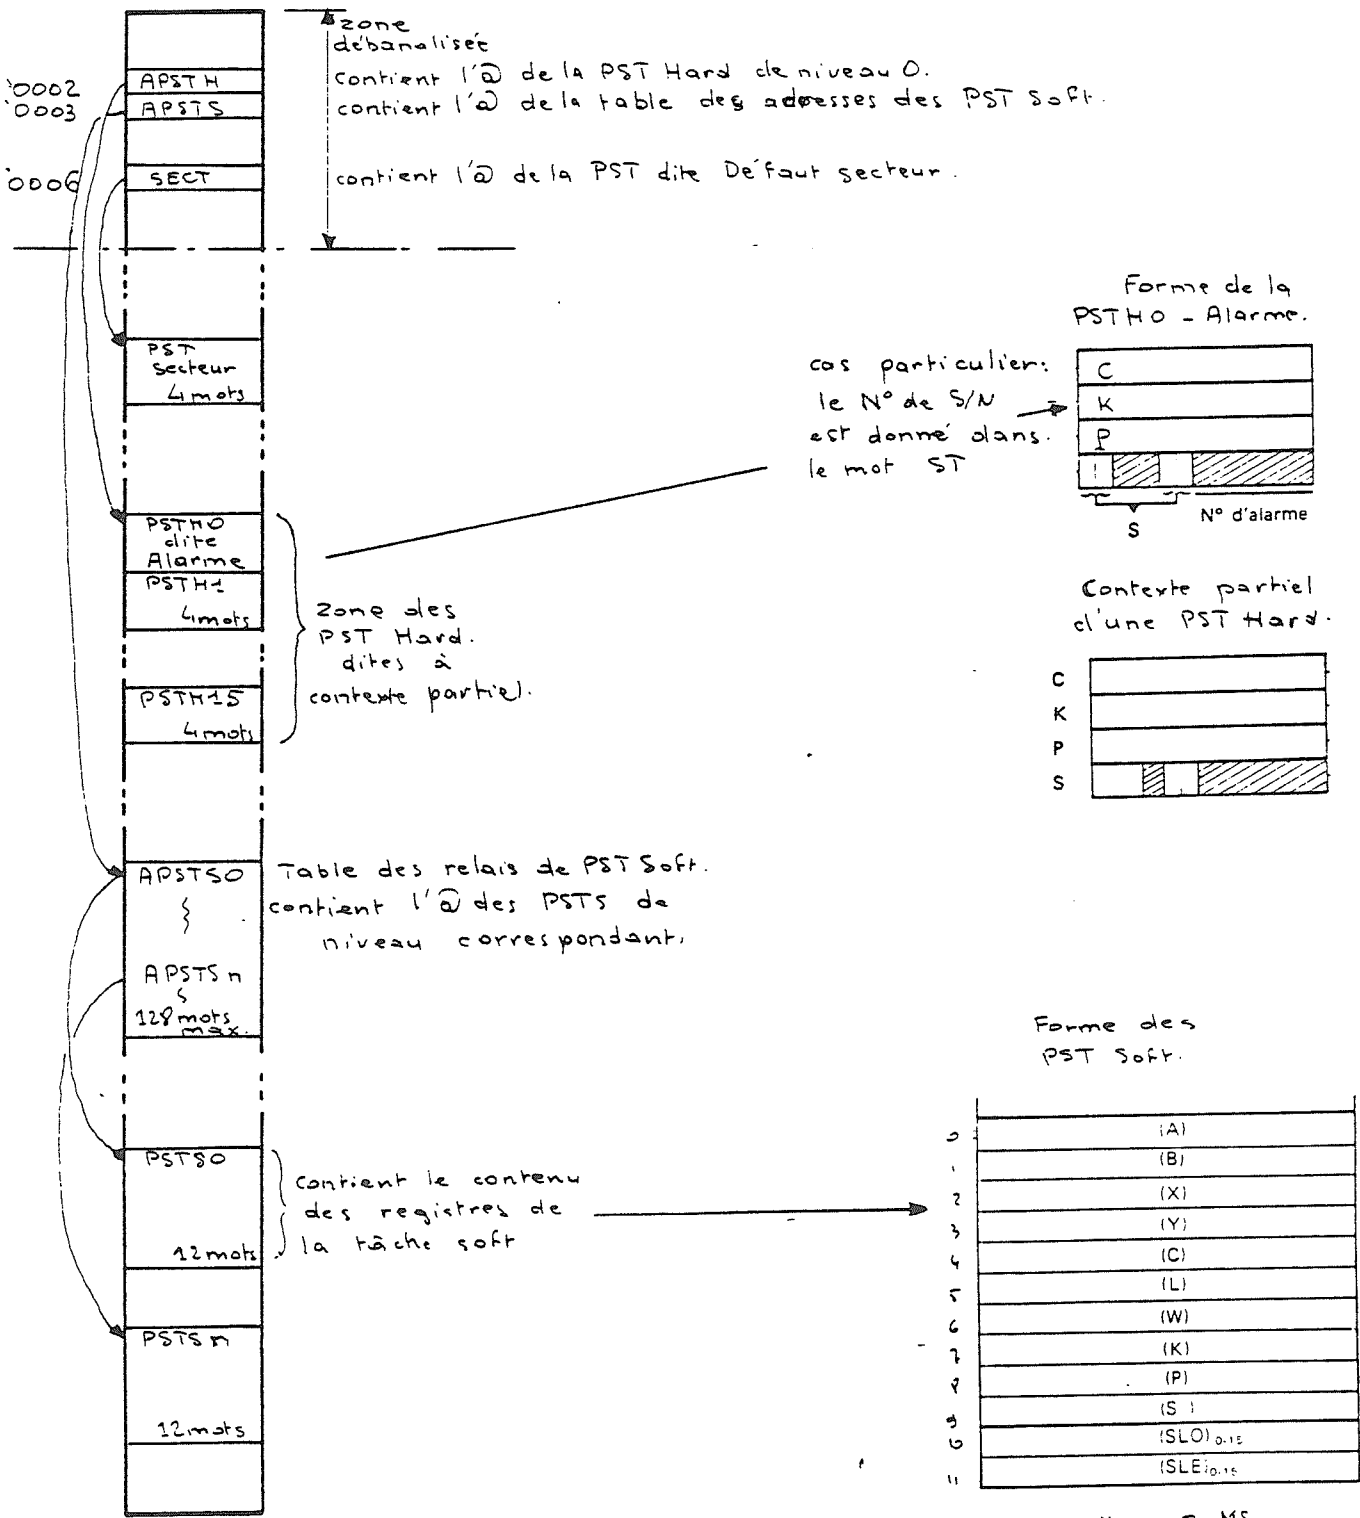 zone
débanalisée
'0002 APSTH contient l'@ de la PST Hard de niveau 0.
'0003 APSTS contient l'@ de la table des adresses des PST Soft.
'0006 SECT contient l'@ de la PST dite Défaut secteur.
PST
secteur
4 mots
PSTH0
dite
Alarme
PSTH1
4 mots
PSTH15
4 mots
zone des
PST Hard.
dites à
contexte partiel.
cas particulier:
le N° de S/N
est donné dans.
le mot ST
Forme de la
PSTH0 - Alarme.
C
K
P
S
N° d'alarme
Contexte partiel
d'une PST Hard.
C
K
P
S
APSTS0
APSTSn
128 mots
max.
Table des relais de PST Soft.
contient l'@ des PSTS de
niveau correspondant.
PSTS0
12 mots
PSTSn
12 mots
contient le contenu
des registres de
la tâche soft
Forme des
PST Soft.
0 (A)
1 (B)
2 (X)
3 (Y)
4 (C)
5 (L)
6 (W)
7 (K)
8 (P)
9 (S)
10 (SLO)0-15
11 (SLE)0-15